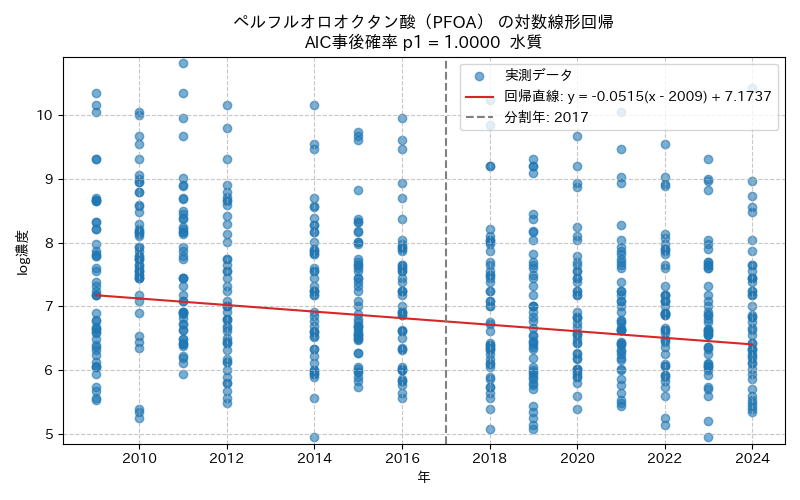 ペルフルオロオクタン酸（PFOA） の対数線形回帰
AIC事後確率 p1 = 1.0000 水質
実測データ
回帰直線: y = -0.0515(x - 2009) + 7.1737
分割年: 2017
log濃度
10
9
8
7
6
5
2010 2012 2014 2016 2018 2020 2022 2024
年